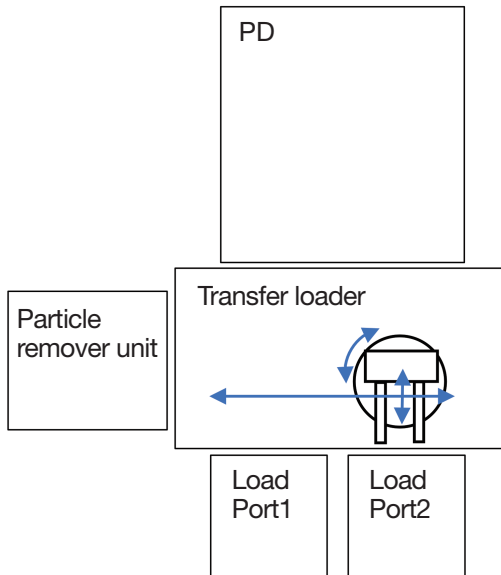 PD
Transfer loader
Particle
remover unit
Load
Port1
Load
Port2